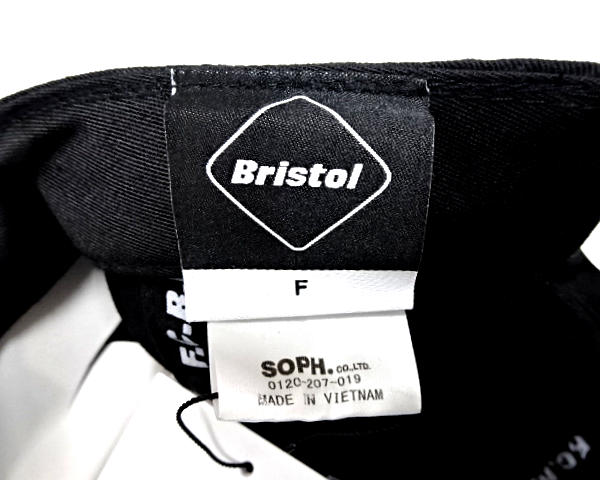 Bristol
F
SOPH. CO.,LTD.
0120-207-019
MADE IN VIETNAM